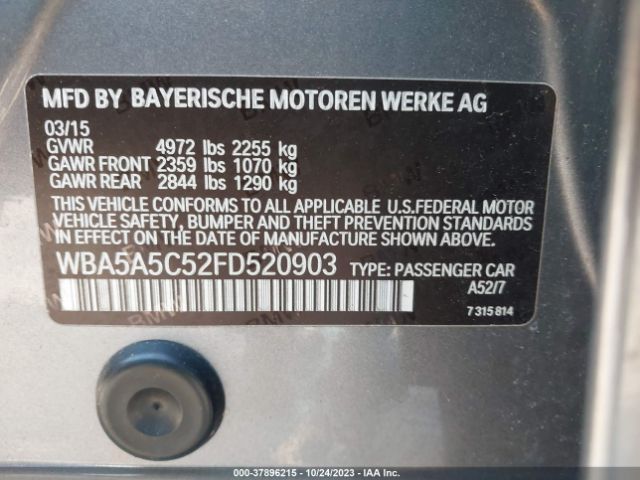 MFD BY BAYERISCHE MOTOREN WERKE AG
03/15
GVWR 4972 lbs 2255 kg
GAWR FRONT 2359 lbs 1070 kg
GAWR REAR 2844 lbs 1290 kg
THIS VEHICLE CONFORMS TO ALL APPLICABLE U.S.FEDERAL MOTOR
VEHICLE SAFETY, BUMPER AND THEFT PREVENTION STANDARDS
IN EFFECT ON THE DATE OF MANUFACTURE SHOWN ABOVE.
WBA5A5C52FD520903 TYPE: PASSENGER CAR
A52/7
7 315 814
000-37896215 - 10/24/2023 - IAA Inc.